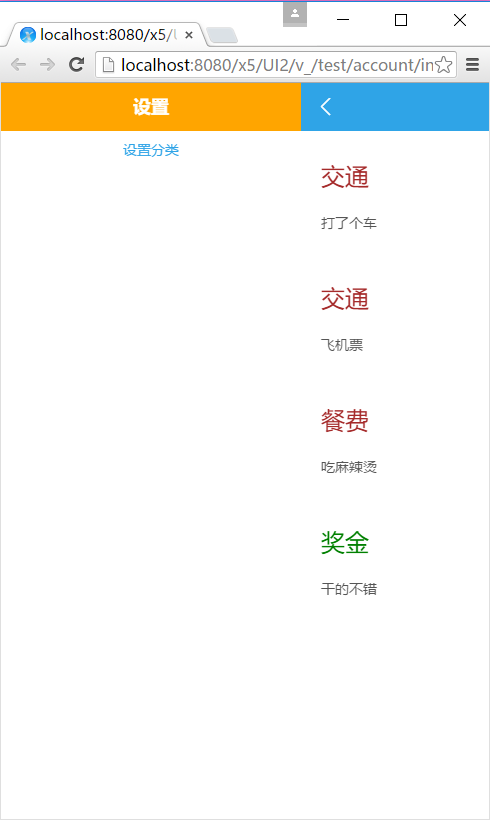 localhost:8080/x5/U
localhost:8080/x5/UI2/v_/test/account/in
设置
设置分类
交通
打了个车
交通
飞机票
餐费
吃麻辣烫
奖金
干的不错